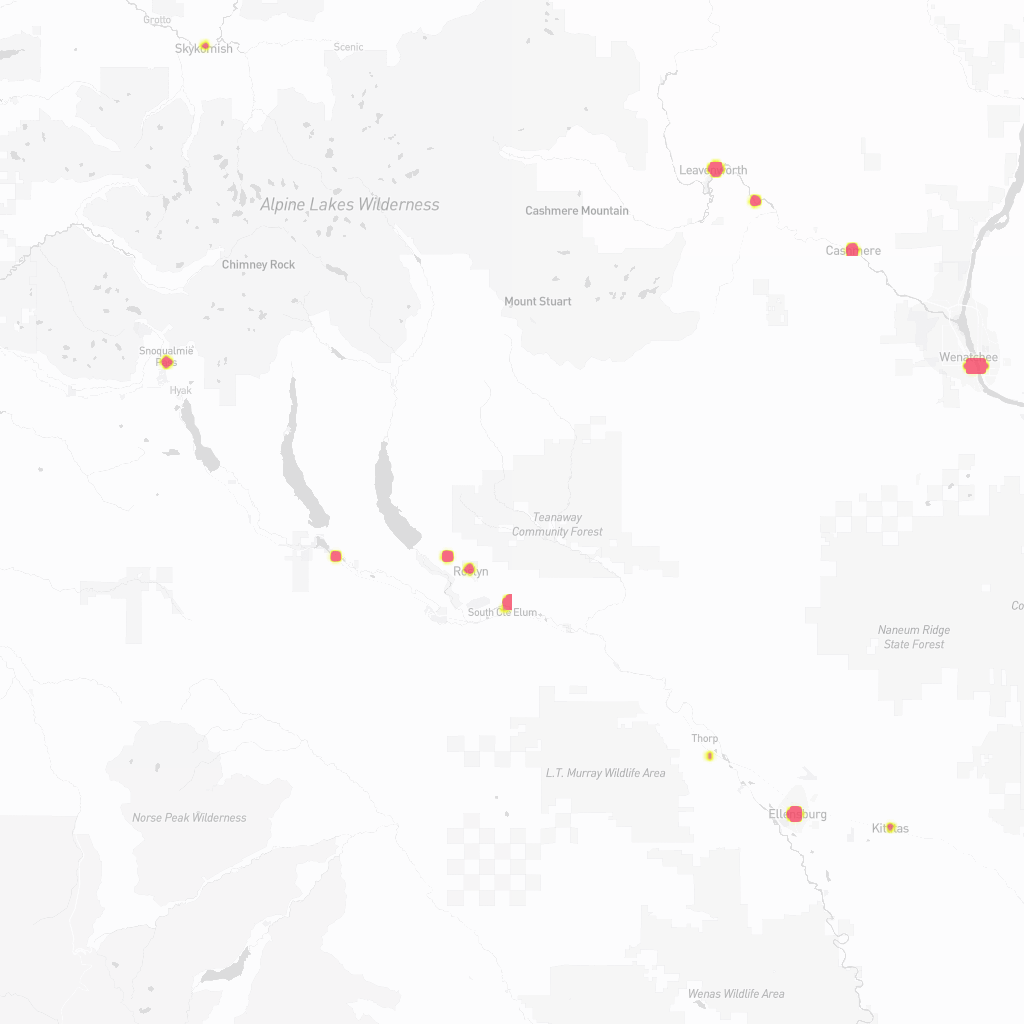 Grotto
Skykomish
Scenic
Leavenworth
Alpine Lakes Wilderness
Cashmere Mountain
Cashmere
Chimney Rock
Mount Stuart
Snoqualmie
Pass
Wenatchee
Hyak
Teanaway
Community Forest
Roslyn
South Cle Elum
Co
Naneum Ridge
State Forest
Thorp
L.T. Murray Wildlife Area
Norse Peak Wilderness
Ellensburg
Kittitas
Wenas Wildlife Area